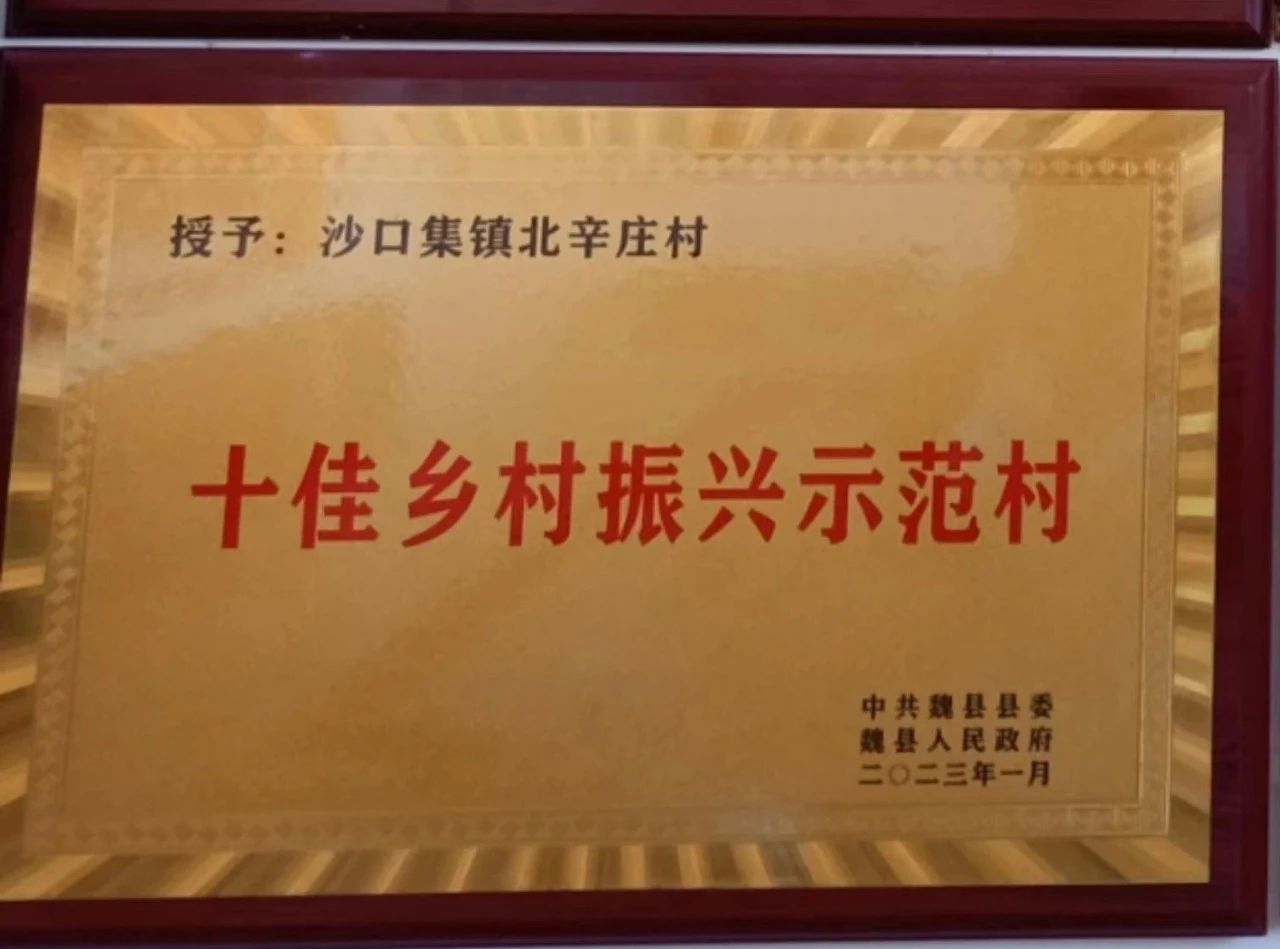 授予：沙口集镇北辛庄村
十佳乡村振兴示范村
中共魏县县委
魏县人民政府
二〇二三年一月